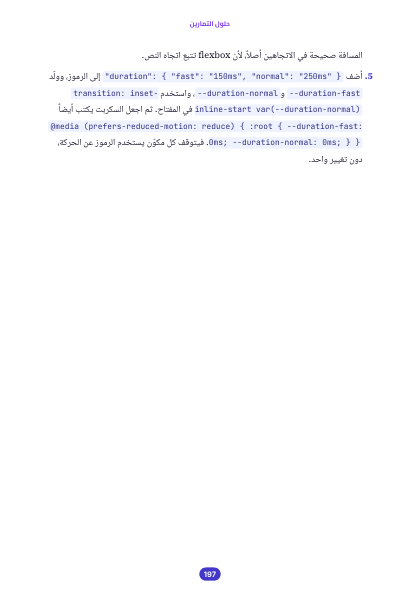 حلول التمارين
المسافة صحيحة في الاتجاهين أصلاً، لأن flexbox تتبع اتجاه النص.
5. أضف "duration": { "fast": "150ms", "normal": "250ms" } إلى الرموز، وولّد
--duration-fast و --duration-normal، واستخدم transition: inset-
inline-start var(--duration-normal) في المفتاح. ثم اجعل السكريت يكتب أيضاً
@media (prefers-reduced-motion: reduce) { :root { --duration-fast:
0ms; --duration-normal: 0ms; } }. فيتوقف كل مكوّن يستخدم الرموز عن الحركة،
دون تغيير واحد.
197